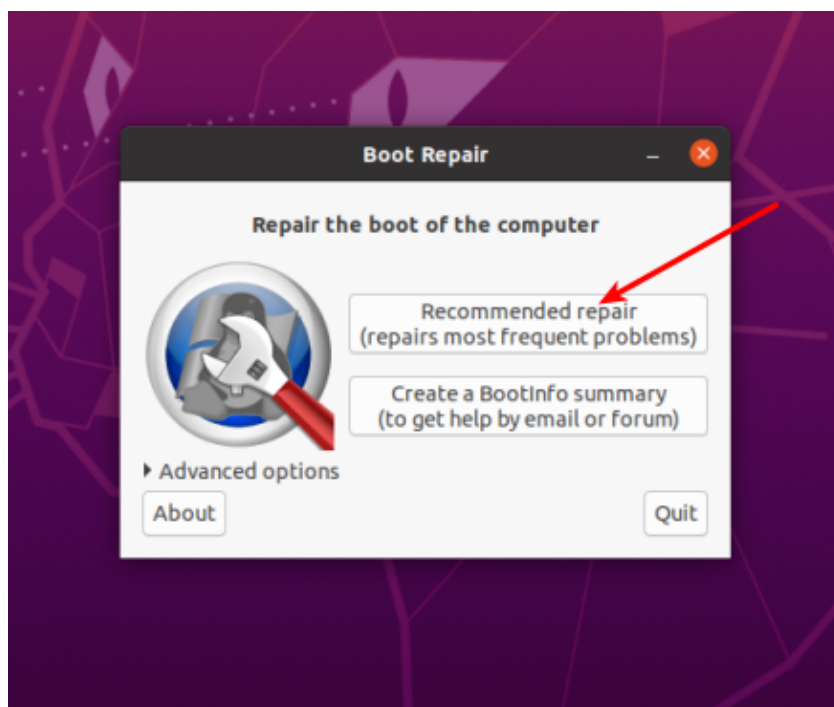 Boot Repair
Repair the boot of the computer
Recommended repair
(repairs most frequent problems)
Create a BootInfo summary
(to get help by email or forum)
Advanced options
About
Quit